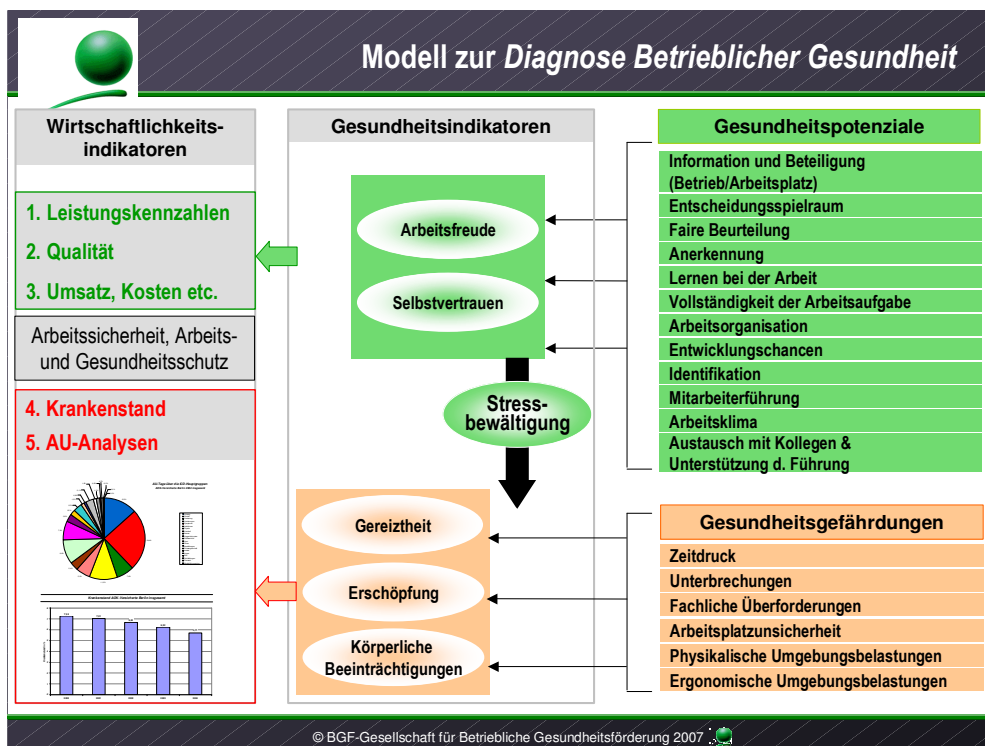 Modell zur Diagnose Betrieblicher Gesundheit
Wirtschaftlichkeits-
indikatoren
1. Leistungskennzahlen
2. Qualität
3. Umsatz, Kosten etc.
Arbeitssicherheit, Arbeits-
und Gesundheitsschutz
4. Krankenstand
5. AU-Analysen
Gesundheitsindikatoren
Arbeitsfreude
Selbstvertrauen
Stress-
bewältigung
Gereiztheit
Erschöpfung
Körperliche
Beeinträchtigungen
Gesundheitspotenziale
Information und Beteiligung
(Betrieb/Arbeitsplatz)
Entscheidungsspielraum
Faire Beurteilung
Anerkennung
Lernen bei der Arbeit
Vollständigkeit der Arbeitsaufgabe
Arbeitsorganisation
Entwicklungschancen
Identifikation
Mitarbeiterführung
Arbeitsklima
Austausch mit Kollegen &
Unterstützung d. Führung
Gesundheitsgefährdungen
Zeitdruck
Unterbrechungen
Fachliche Überforderungen
Arbeitsplatzunsicherheit
Physikalische Umgebungsbelastungen
Ergonomische Umgebungsbelastungen
© BGF-Gesellschaft für Betriebliche Gesundheitsförderung 2007